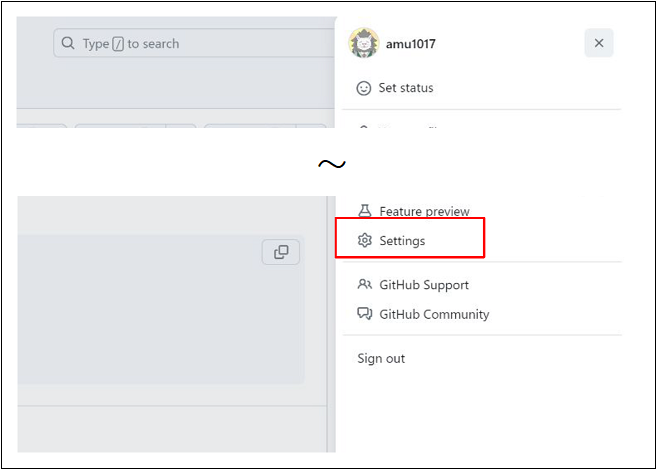 Type / to search
amu1017
Set status
～
Feature preview
Settings
GitHub Support
GitHub Community
Sign out